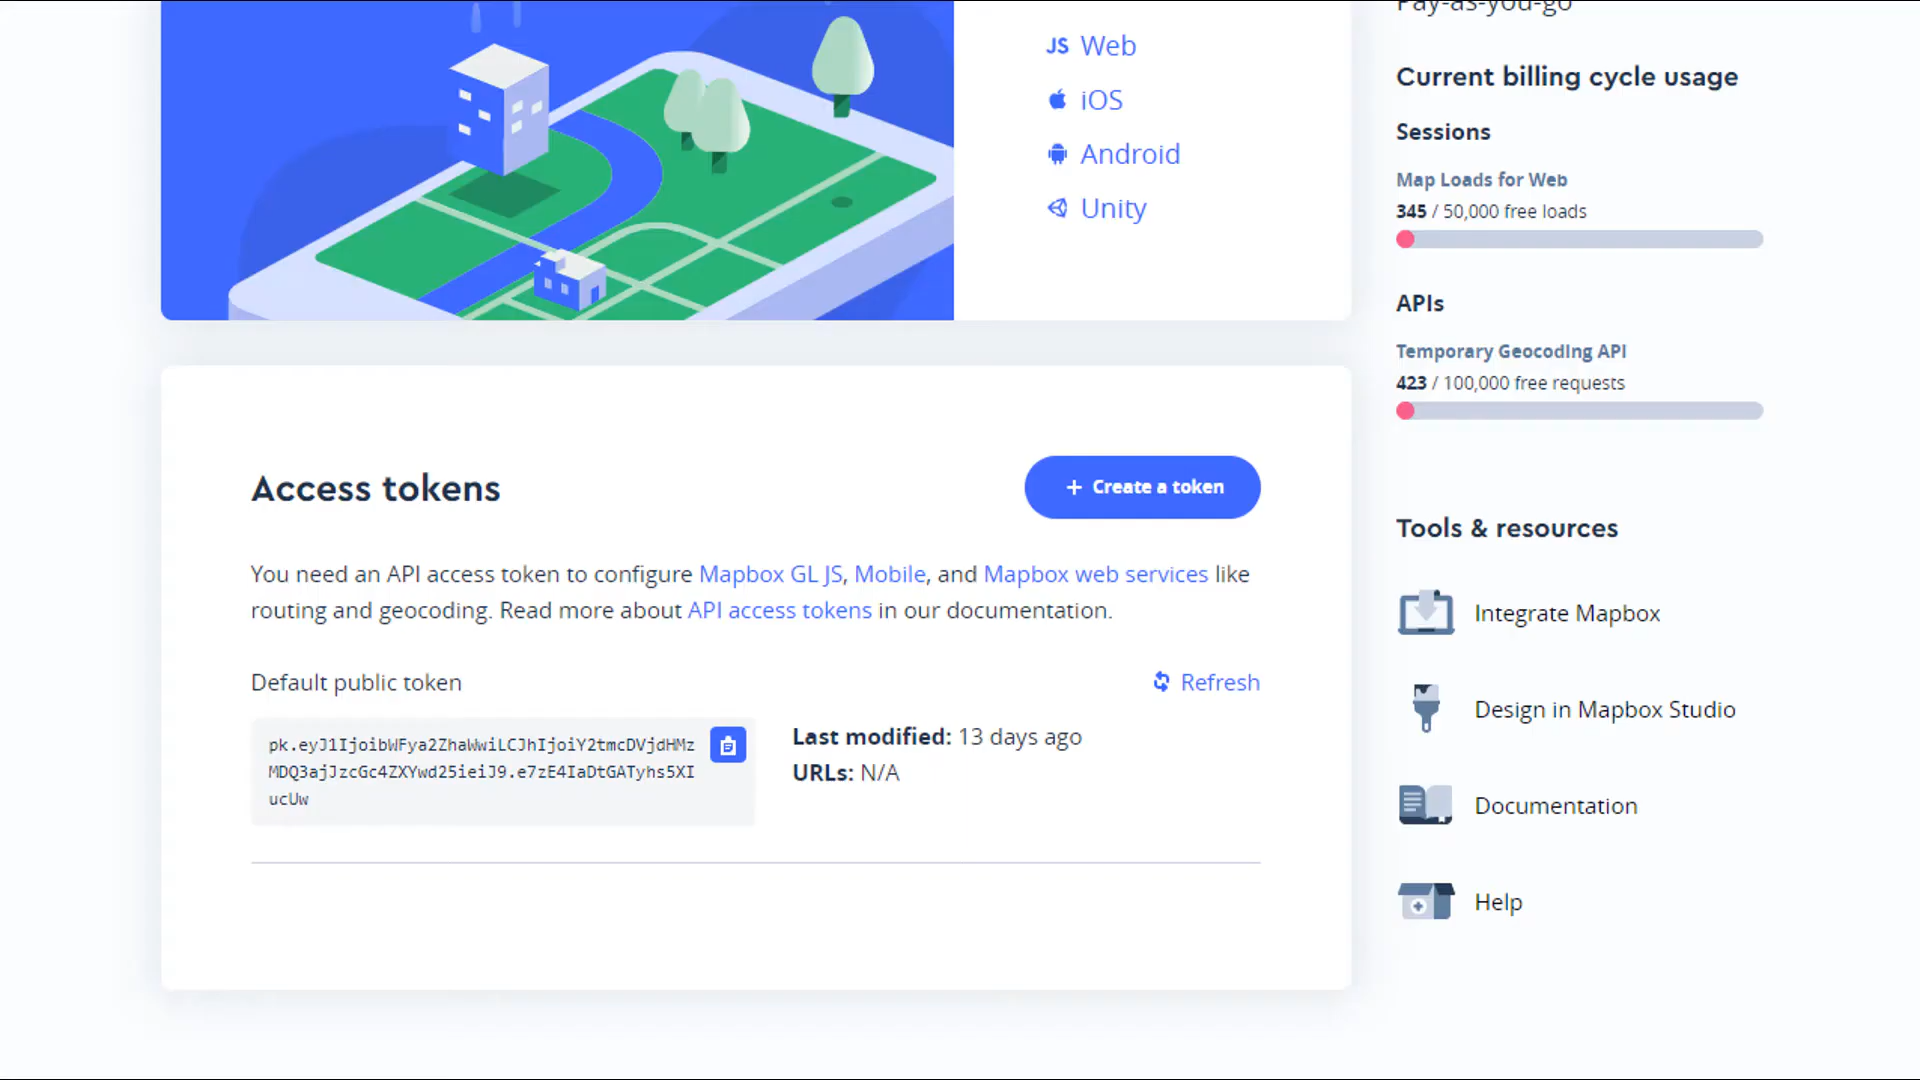 JS Web
iOS
Android
Unity
Access tokens
+ Create a token
You need an API access token to configure Mapbox GL JS, Mobile, and Mapbox web services like
routing and geocoding. Read more about API access tokens in our documentation.
Default public token
Refresh
pk.eyJ1IjoibWFya2ZhaWwiLCJhIjoiY2tmcDVjdHMz
MDQ3ajJzcGc4ZXYwd25ieiJ9.e7zE4IaDtGATyhs5XI
ucUw
Last modified: 13 days ago
URLs: N/A
Pay-as-you-go
Current billing cycle usage
Sessions
Map Loads for Web
345 / 50,000 free loads
APIs
Temporary Geocoding API
423 / 100,000 free requests
Tools & resources
Integrate Mapbox
Design in Mapbox Studio
Documentation
Help